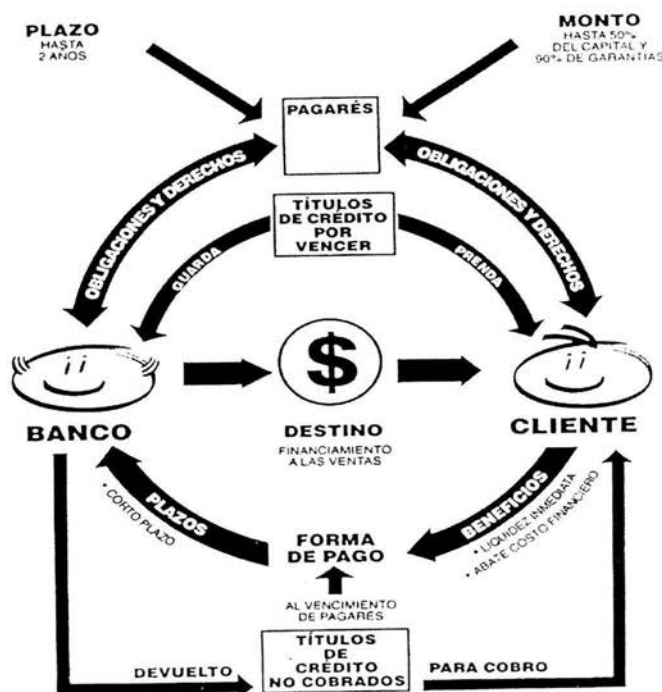 PLAZO
HASTA
2 AÑOS
MONTO
HASTA 50%
DEL CAPITAL Y
90% DE GARANTIAS
PAGARÉS
OBLIGACIONES Y DERECHOS
OBLIGACIONES Y DERECHOS
TÍTULOS
DE CRÉDITO
POR
VENCER
GUARDA
PRENDA
$
BANCO
DESTINO
FINANCIAMIENTO
A LAS VENTAS
CLIENTE
PLAZOS
• CORTO PLAZO
BENEFICIOS
• LIQUIDEZ INMEDIATA
• ABATE COSTO FINANCIERO
FORMA
DE PAGO
AL VENCIMIENTO
DE PAGARÉS
TÍTULOS
DE
CRÉDITO
NO COBRADOS
DEVUELTO
PARA COBRO